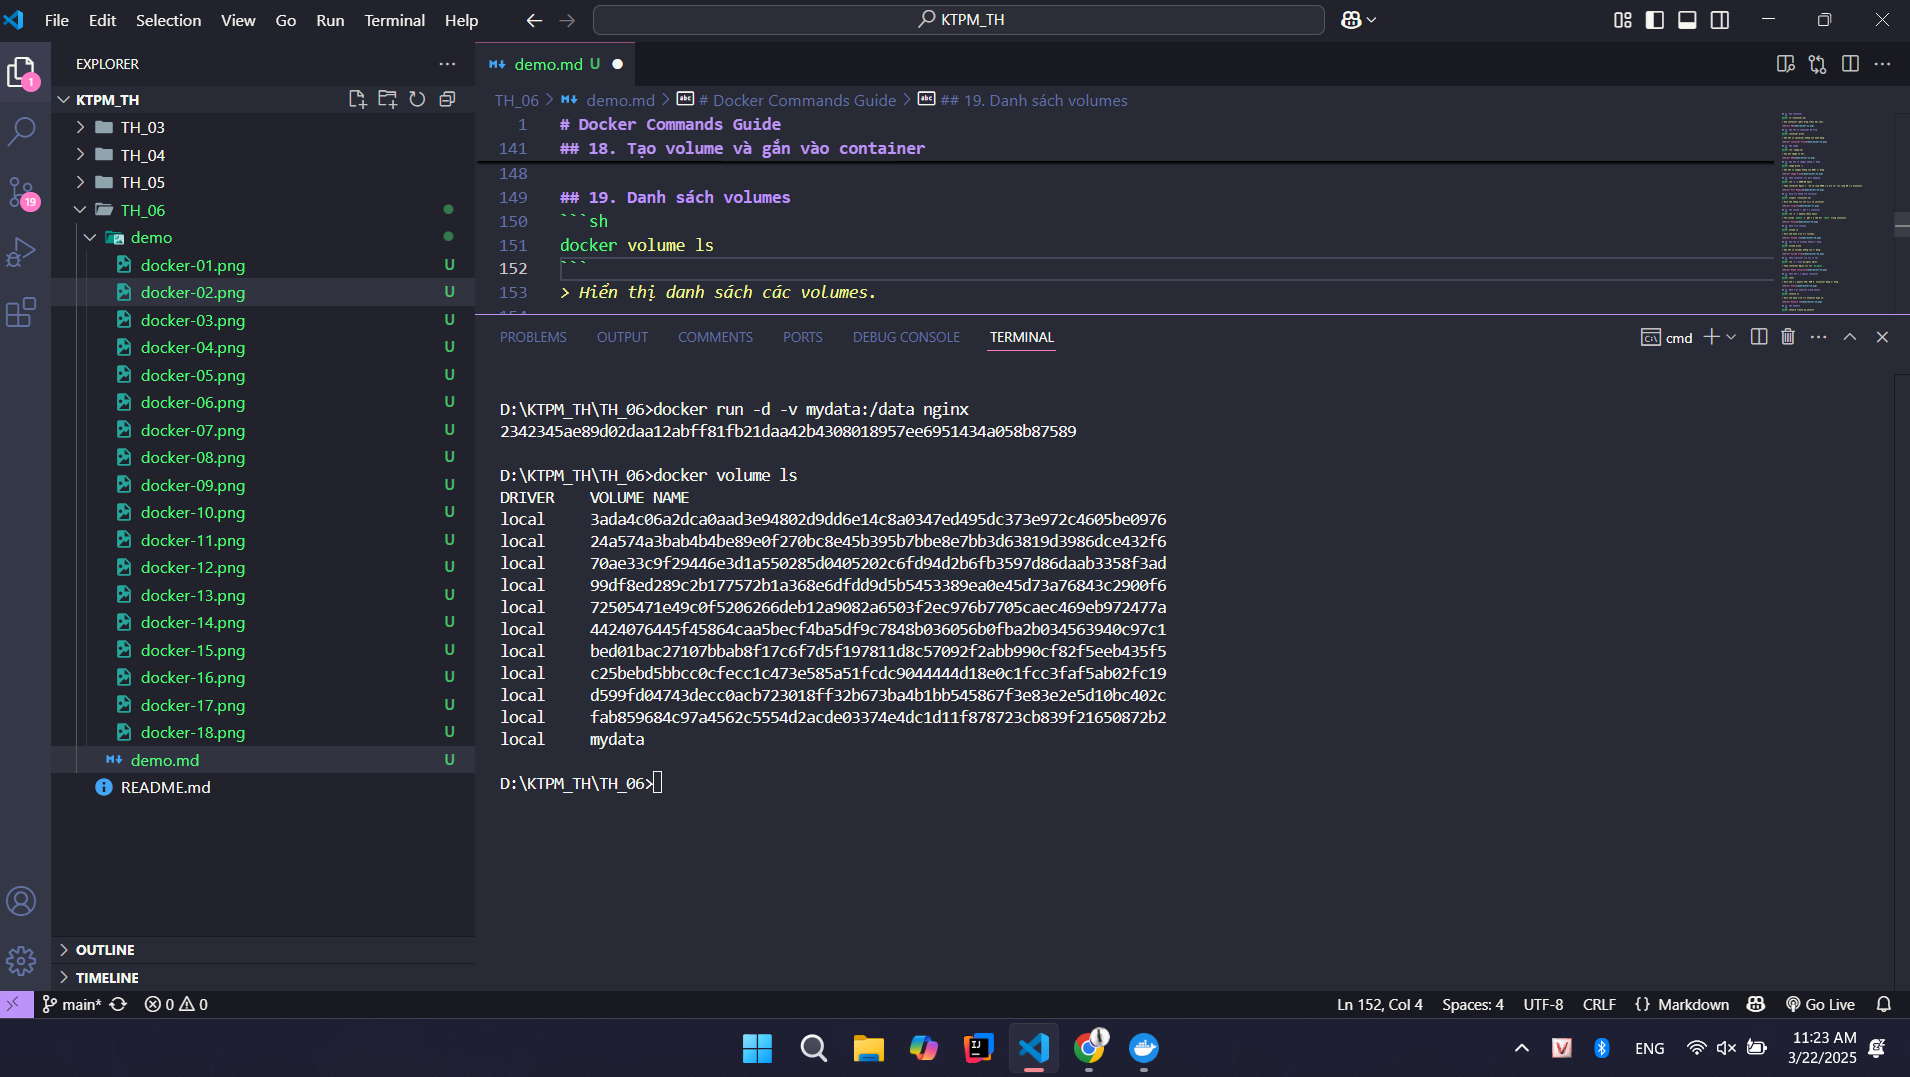 File Edit Selection View Go Run Terminal Help
KTPM_TH
EXPLORER
KTPM_TH
TH_03
TH_04
TH_05
TH_06
demo
docker-01.png U
docker-02.png U
docker-03.png U
docker-04.png U
docker-05.png U
docker-06.png U
docker-07.png U
docker-08.png U
docker-09.png U
docker-10.png U
docker-11.png U
docker-12.png U
docker-13.png U
docker-14.png U
docker-15.png U
docker-16.png U
docker-17.png U
docker-18.png U
demo.md U
README.md
OUTLINE
TIMELINE
1
19
demo.md U
TH_06 > demo.md > # Docker Commands Guide > ## 19. Danh sách volumes
1 # Docker Commands Guide
141 ## 18. Tạo volume và gắn vào container
148
149 ## 19. Danh sách volumes
150 ```sh
151 docker volume ls
152 ```
153 > Hiển thị danh sách các volumes.
PROBLEMS OUTPUT COMMENTS PORTS DEBUG CONSOLE TERMINAL
cmd
D:\KTPM_TH\TH_06>docker run -d -v mydata:/data nginx
2342345ae89d02daa12abff81fb21daa42b4308018957ee6951434a058b87589
D:\KTPM_TH\TH_06>docker volume ls
DRIVER VOLUME NAME
local 3ada4c06a2dca0aad3e94802d9dd6e14c8a0347ed495dc373e972c4605be0976
local 24a574a3bab4b4be89e0f270bc8e45b395b7bbe8e7bb3d63819d3986dce432f6
local 70ae33c9f29446e3d1a550285d0405202c6fd94d2b6fb3597d86daab3358f3ad
local 99df8ed289c2b177572b1a368e6dfdd9d5b5453389ea0e45d73a76843c2900f6
local 72505471e49c0f5206266deb12a9082a6503f2ec976b7705caec469eb972477a
local 4424076445f45864caa5becf4ba5df9c7848b036056b0fba2b034563940c97c1
local bed01bac27107bbab8f17c6f7d5f197811d8c57092f2abb990cf82f5eeb435f5
local c25bebd5bbcc0cfecc1c473e585a51fcdc9044444d18e0c1fcc3faf5ab02fc19
local d599fd04743decc0acb723018ff32b673ba4b1bb545867f3e83e2e5d10bc402c
local fab859684c97a4562c5554d2acde03374e4dc1d11f878723cb839f21650872b2
local mydata
D:\KTPM_TH\TH_06>
main* 0 0
Ln 152, Col 4 Spaces: 4 UTF-8 CRLF {} Markdown Go Live
ENG
11:23 AM
3/22/2025